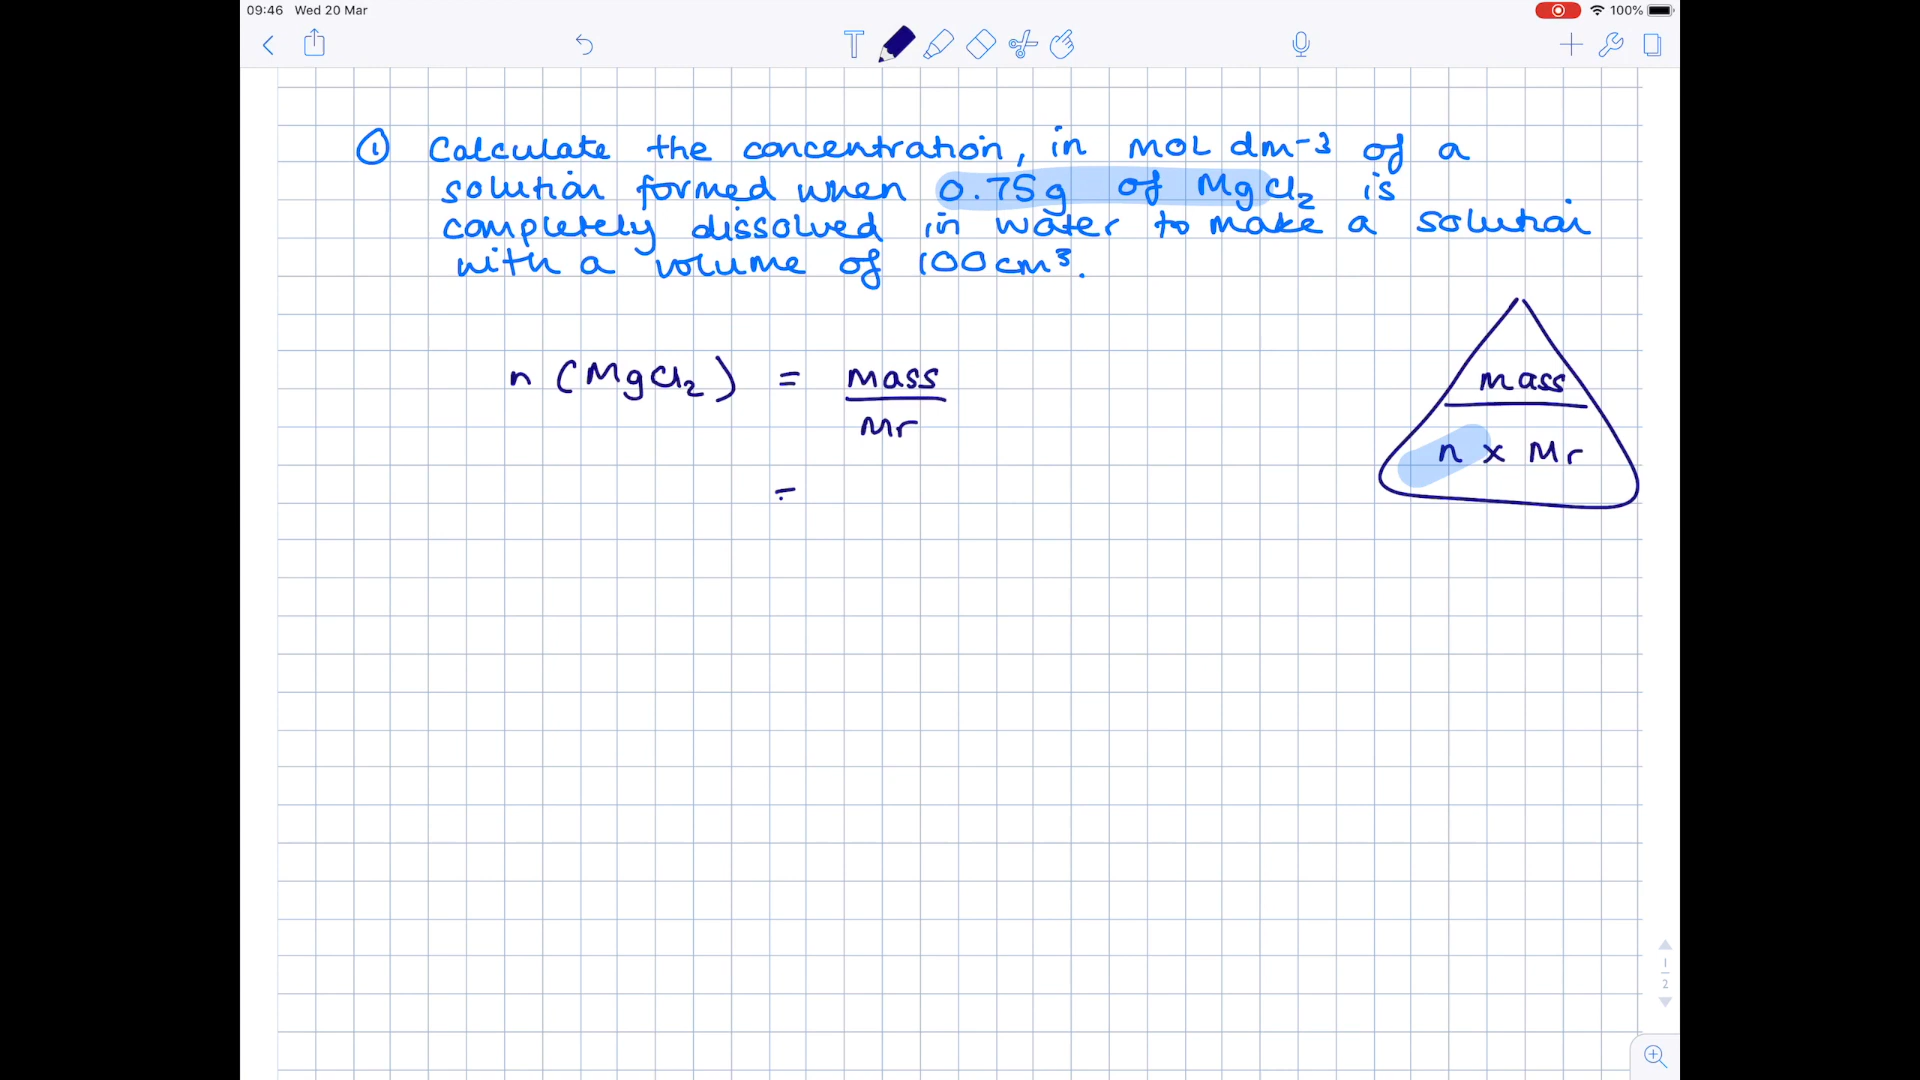 09:46 Wed 20 Mar
100%
T
① Calculate the concentration, in mol dm-3 of a
solution formed when 0.75g of MgCl₂ is
completely dissolved in water to make a solution
with a volume of 100cm³.
n (MgCl₂) = mass
Mr
=
mass
n x Mr
1
2